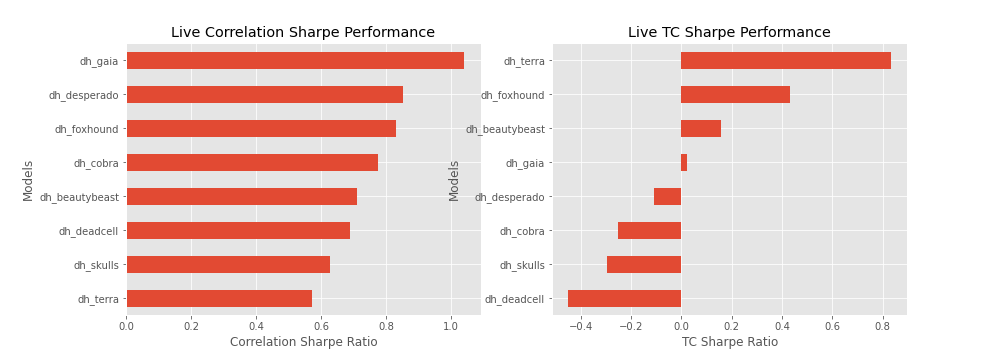 Live Correlation Sharpe Performance
Models
dh_gaia
dh_desperado
dh_foxhound
dh_cobra
dh_beautybeast
dh_deadcell
dh_skulls
dh_terra
0.0 0.2 0.4 0.6 0.8 1.0
Correlation Sharpe Ratio
Live TC Sharpe Performance
Models
dh_terra
dh_foxhound
dh_beautybeast
dh_gaia
dh_desperado
dh_cobra
dh_skulls
dh_deadcell
−0.4 −0.2 0.0 0.2 0.4 0.6 0.8
TC Sharpe Ratio